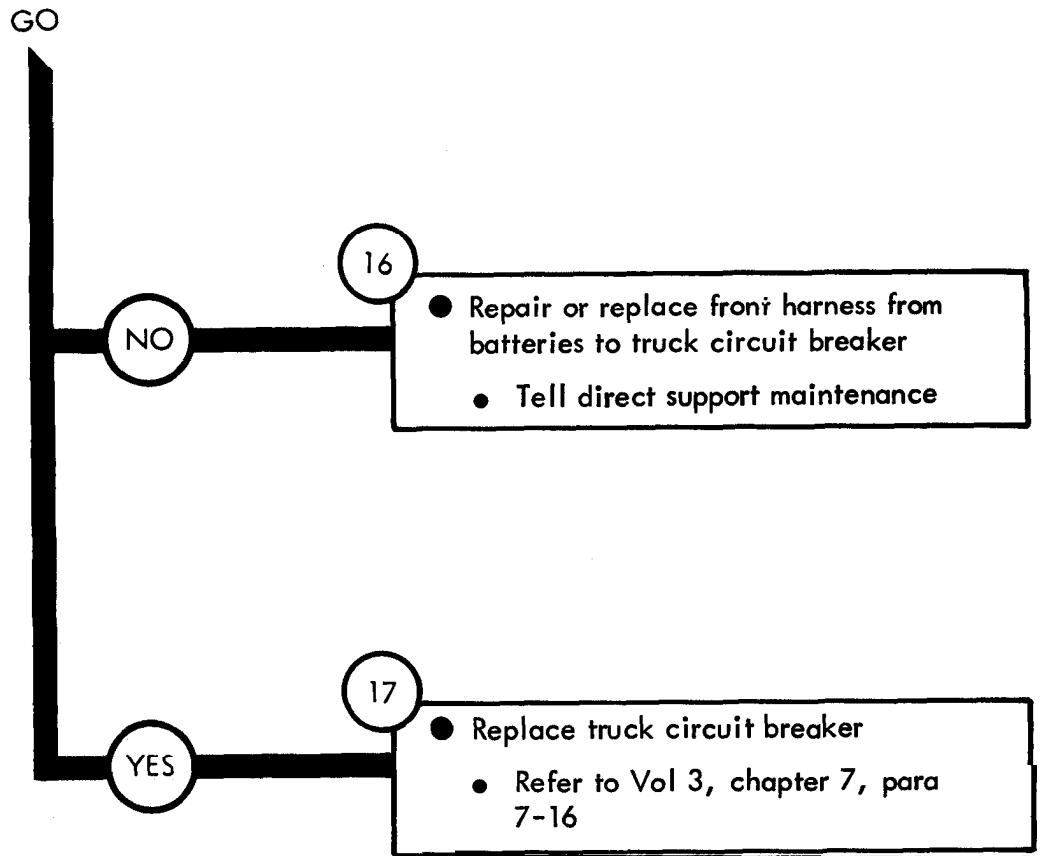 GO
NO
16
● Repair or replace front harness from
batteries to truck circuit breaker
● Tell direct support maintenance
YES
17
● Replace truck circuit breaker
● Refer to Vol 3, chapter 7, para
7-16